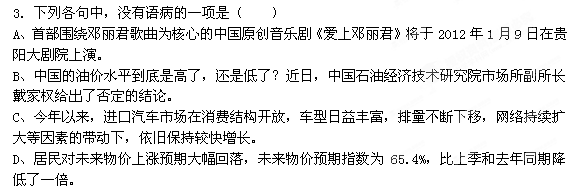 3. 下列各句中，没有语病的一项是（    ）
A、首部围绕邓丽君歌曲为核心的中国原创音乐剧《爱上邓丽君》将于 2012 年 1 月 9 日在贵
阳大剧院上演。
B、中国的油价水平到底是高了，还是低了？近日，中国石油经济技术研究院市场所副所长
戴家权给出了否定的结论。
C、今年以来，进口汽车市场在消费结构开放，车型日益丰富，排量不断下移，网络持续扩
大等因素的带动下，依旧保持较快增长。
D、居民对未来物价上涨预期大幅回落，未来物价预期指数为 65.4%，比上季和去年同期降
低了一倍。